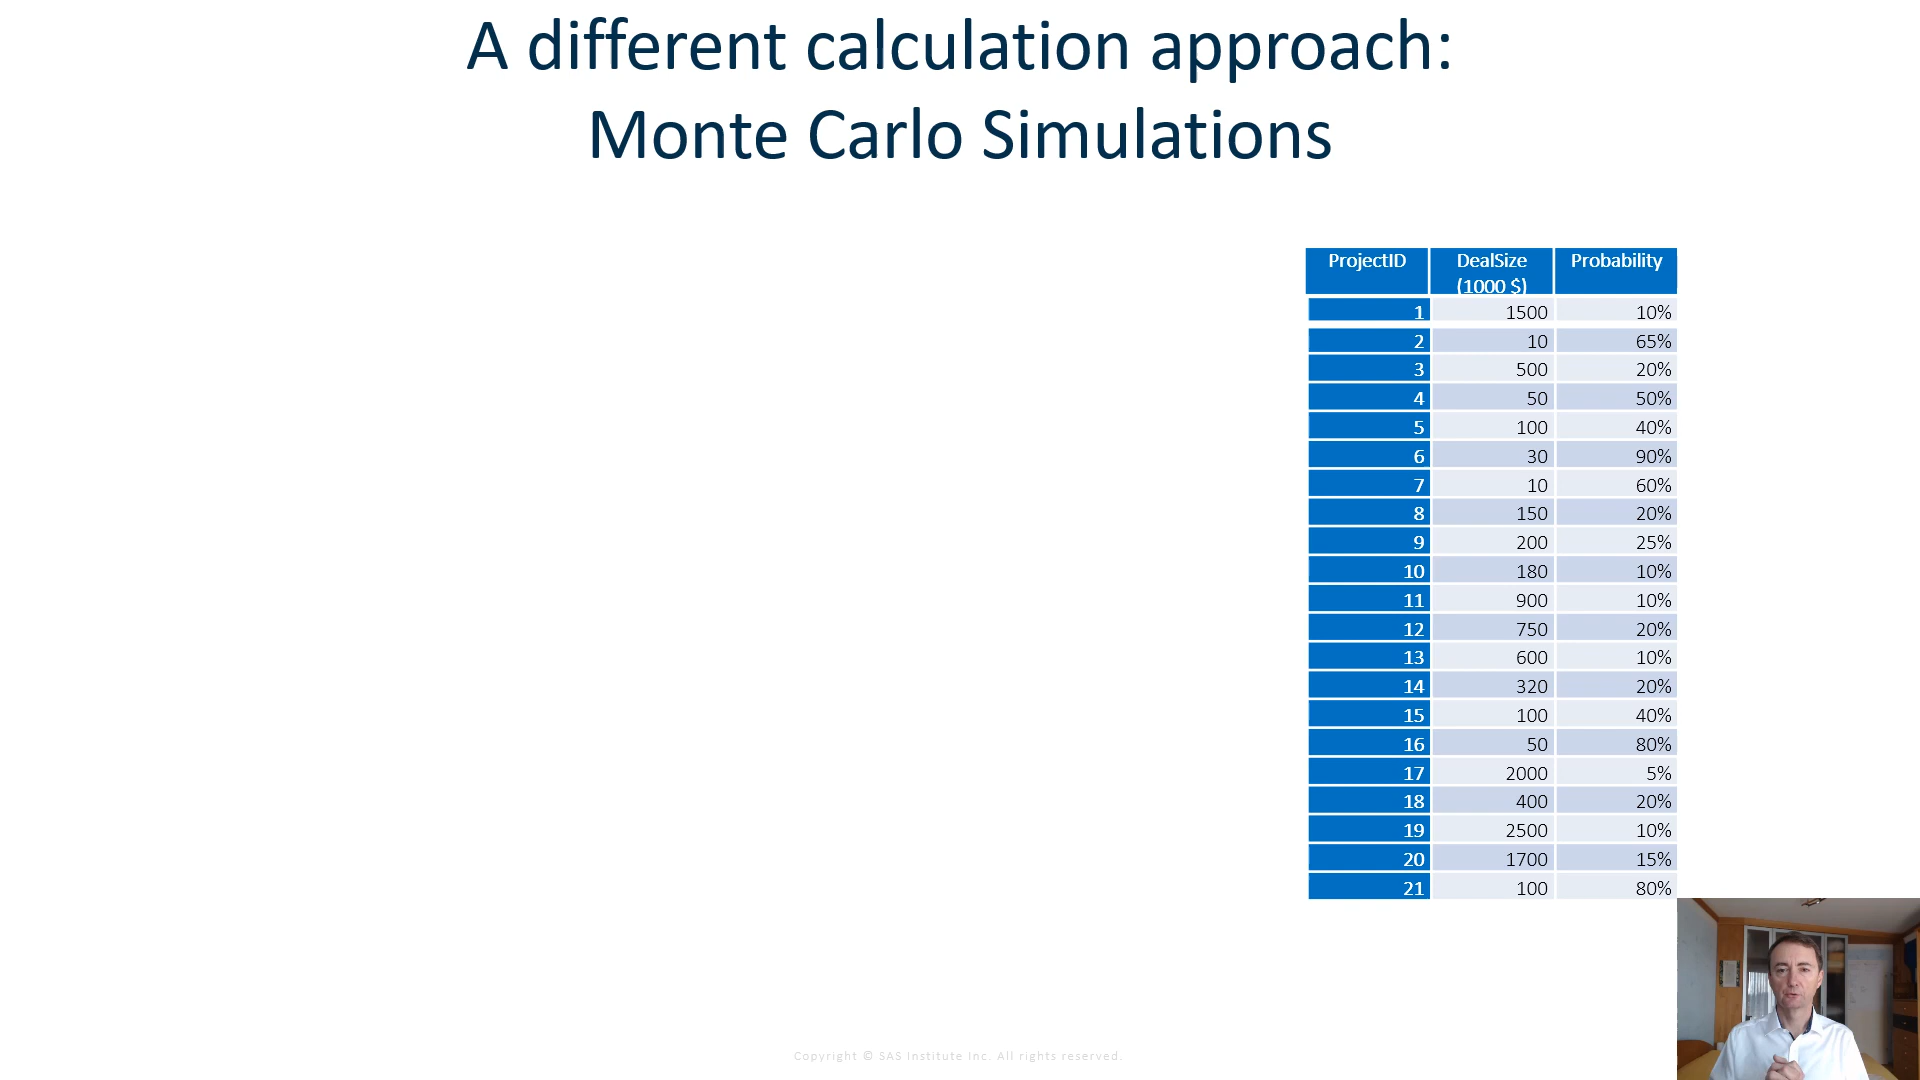 A different calculation approach:
Monte Carlo Simulations
ProjectID DealSize (1000 $) Probability
1 1500 10%
2 10 65%
3 500 20%
4 50 50%
5 100 40%
6 30 90%
7 10 60%
8 150 20%
9 200 25%
10 180 10%
11 900 10%
12 750 20%
13 600 10%
14 320 20%
15 100 40%
16 50 80%
17 2000 5%
18 400 20%
19 2500 10%
20 1700 15%
21 100 80%
Copyright © SAS Institute Inc. All rights reserved.